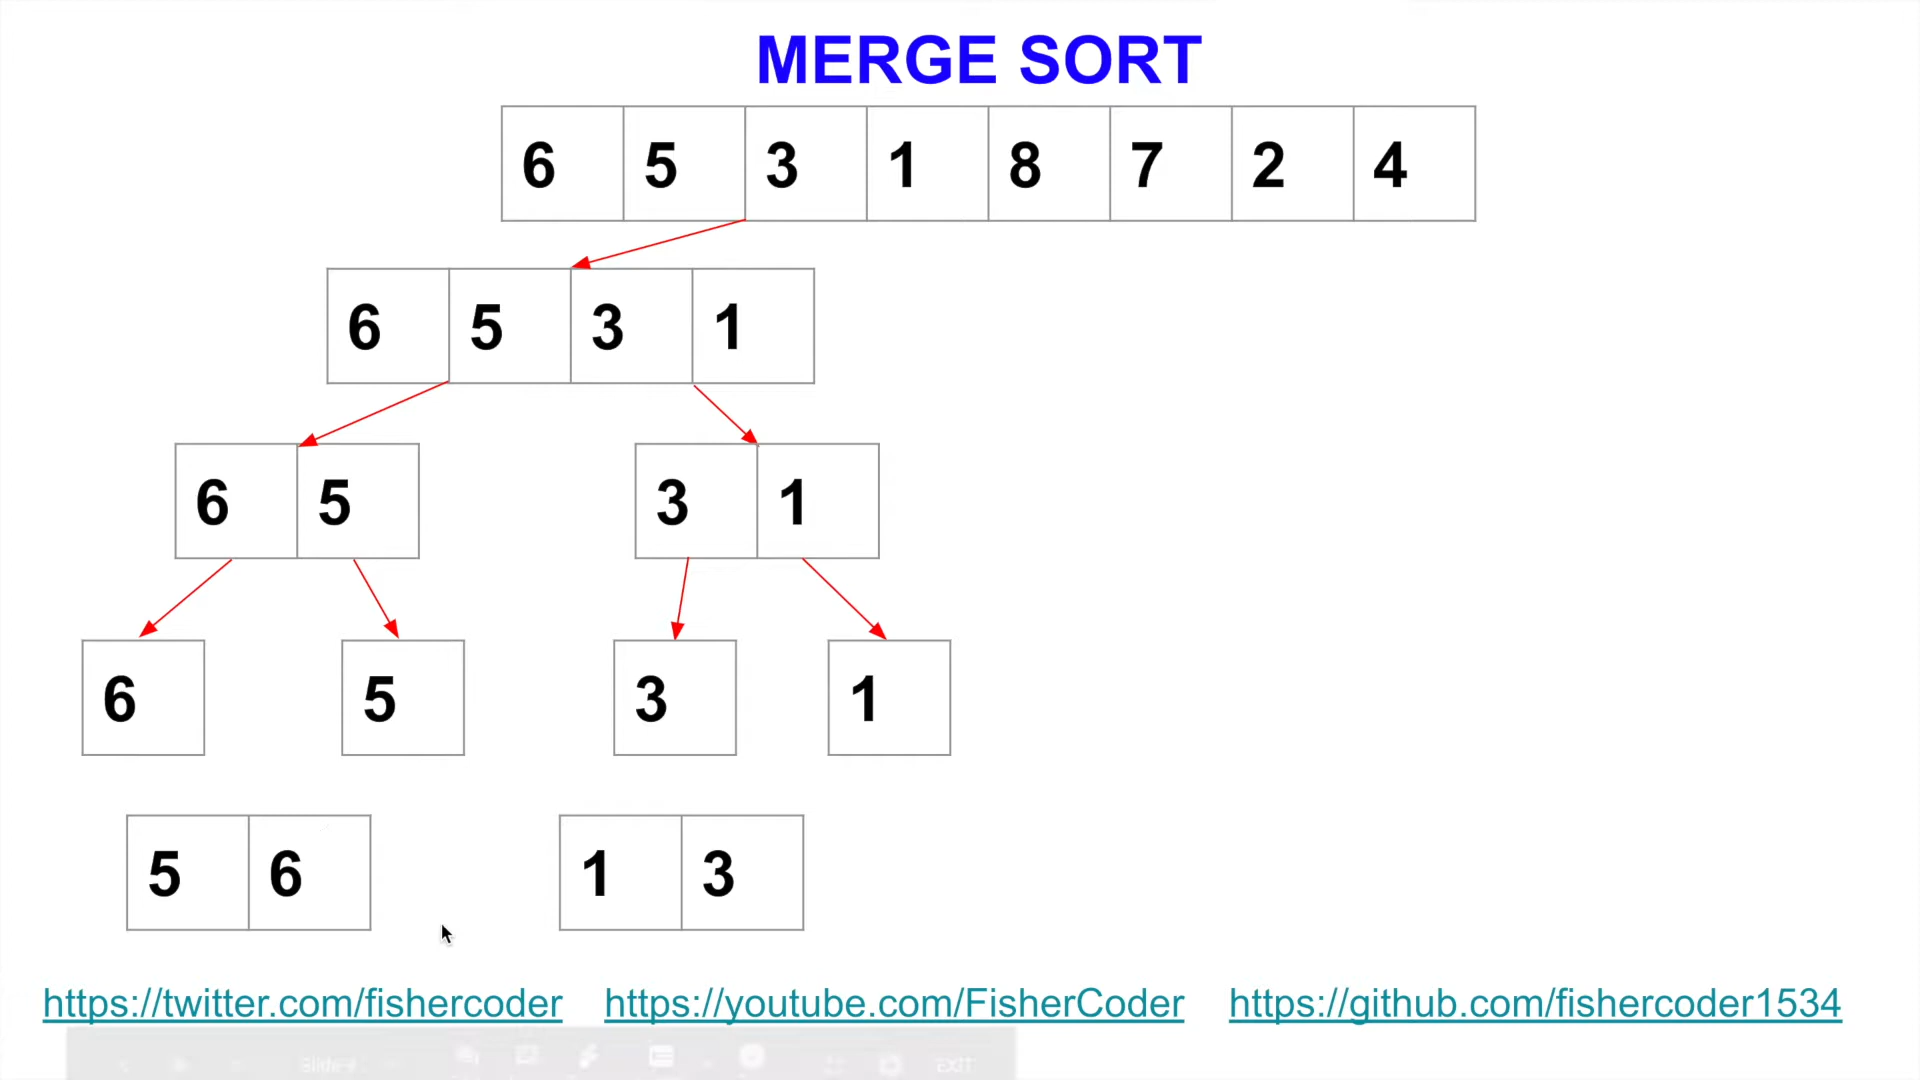 MERGE SORT
6 5 3 1 8 7 2 4
6 5 3 1
6 5 3 1
6 5 3 1
5 6 1 3
https://twitter.com/fishercoder https://youtube.com/FisherCoder https://github.com/fishercoder1534
EXIT